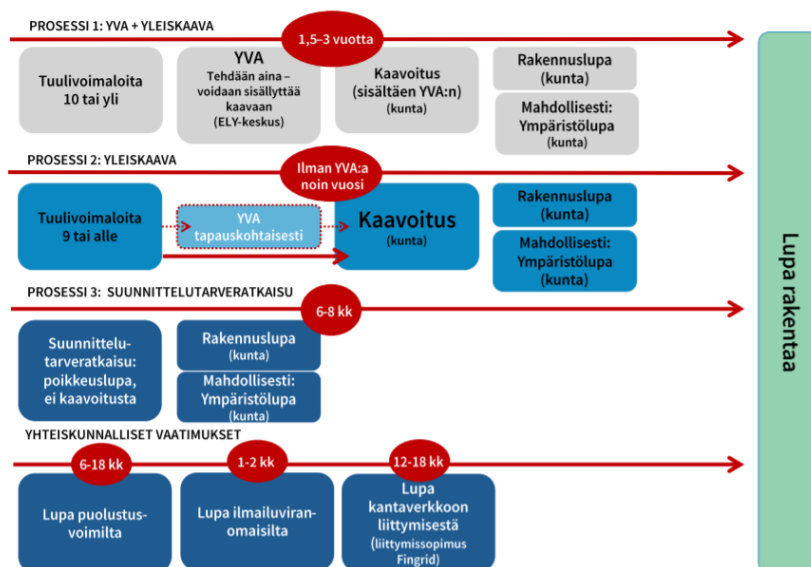 PROSESSI 1: YVA + YLEISKAAVA
1,5–3 vuotta
Tuulivoimaloita
10 tai yli
YVA
Tehdään aina –
voidaan sisällyttää
kaavaan
(ELY-keskus)
Kaavoitus
(sisältäen YVA:n)
(kunta)
Rakennuslupa
(kunta)
Mahdollisesti:
Ympäristölupa
(kunta)
PROSESSI 2: YLEISKAAVA
Ilman YVA:a
noin vuosi
Tuulivoimaloita
9 tai alle
YVA
tapauskohtaisesti
Kaavoitus
(kunta)
Rakennuslupa
(kunta)
Mahdollisesti:
Ympäristölupa
(kunta)
PROSESSI 3: SUUNNITTELUTARVERATKAISU
6-8 kk
Suunnittelu-
tarveratkaisu:
poikkeuslupa,
ei kaavoitusta
Rakennuslupa
(kunta)
Mahdollisesti:
Ympäristölupa
(kunta)
YHTEISKUNNALLISET VAATIMUKSET
6-18 kk
1-2 kk
12-18 kk
Lupa puolustus-
voimilta
Lupa ilmailuviran-
omaisilta
Lupa
kantaverkkoon
liittymisestä
(liittymissopimus
Fingrid)
Lupa rakentaa